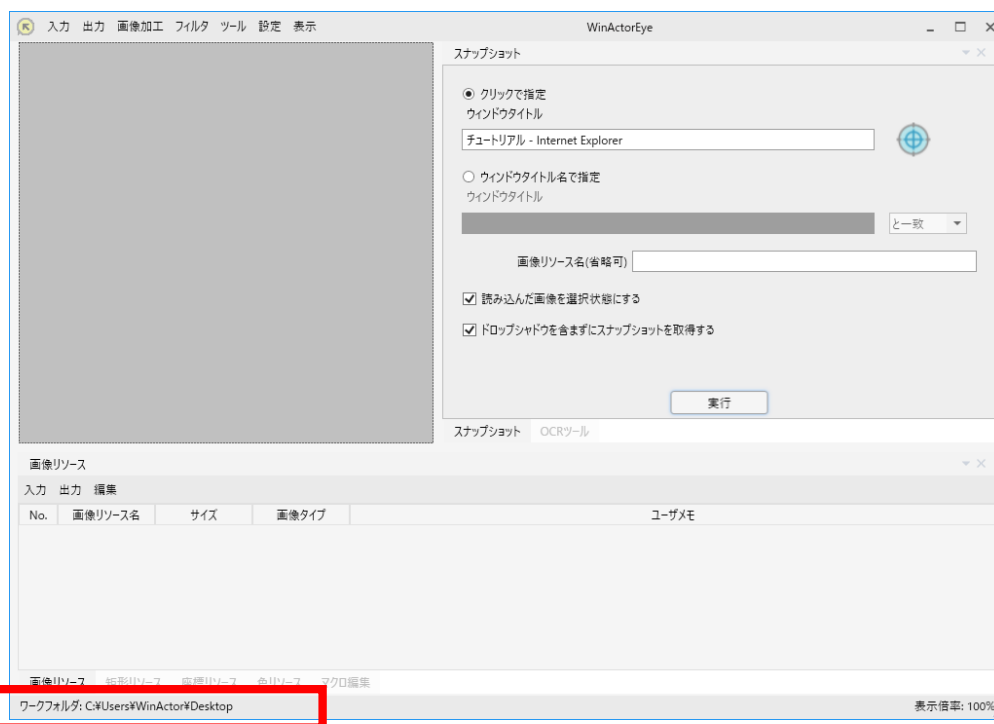 入力 出力 画像加工 フィルタ ツール 設定 表示 WinActorEye
スナップショット
クリックで指定
ウィンドウタイトル
チュートリアル - Internet Explorer
ウィンドウタイトル名で指定
ウィンドウタイトル
と一致
画像リソース名(省略可)
読み込んだ画像を選択状態にする
ドロップシャドウを含まずにスナップショットを取得する
実行
スナップショット OCRツール
画像リソース
入力 出力 編集
No. 画像リソース名 サイズ 画像タイプ ユーザメモ
画像リソース 矩形リソース 座標リソース 色リソース マクロ編集
ワークフォルダ: C:¥Users¥WinActor¥Desktop 表示倍率: 100%